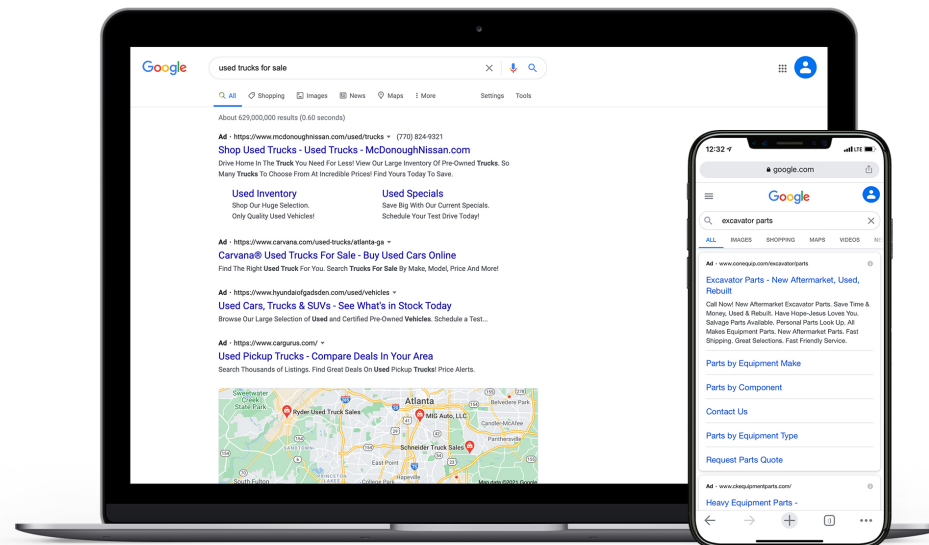 Google
used trucks for sale
All Shopping Images News Maps More Settings Tools
About 629,000,000 results (0.60 seconds)
Ad · https://www.mcdonoughnissan.com/used/trucks (770) 824-9321
Shop Used Trucks - Used Trucks - McDonoughNissan.com
Drive Home In The Truck You Need For Less! View Our Large Inventory Of Pre-Owned Trucks. So
Many Trucks To Choose From At Incredible Prices! Find Yours Today To Save.
Used Inventory
Shop Our Huge Selection.
Only Quality Used Vehicles!
Used Specials
Save Big With Our Current Specials.
Schedule Your Test Drive Today!
Ad · https://www.carvana.com/used-trucks/atlanta-ga
Carvana® Used Trucks For Sale - Buy Used Cars Online
Find The Right Used Truck For You. Search Trucks For Sale By Make, Model, Price And More!
Ad · https://www.hyundaiofgadsden.com/used/vehicles
Used Cars, Trucks & SUVs - See What's in Stock Today
Browse Our Large Selection of Used and Certified Pre-Owned Vehicles. Schedule a Test...
Ad · https://www.cargurus.com/
Used Pickup Trucks - Compare Deals In Your Area
Search Thousands of Listings. Find Great Deals On Used Pickup Trucks! Price Alerts.
Sweetwater
Creek
State Park
Ryder Used Truck Sales
Atlanta
MIG Auto, LLC
Belvedere Park
Candler-McAfee
Panthersville
Schneider Truck Sales
SANDTOWN
East Point
PRINCETON
LAKES
College Park
Hapeville
South Fulton
Map data ©2021 Google
12:32
LTE
google.com
Google
excavator parts
ALL IMAGES SHOPPING MAPS VIDEOS NE
Ad · www.conequip.com/excavator/parts
Excavator Parts - New Aftermarket, Used,
Rebuilt
Call Now! New Aftermarket Excavator Parts. Save Time &
Money, Used & Rebuilt. Have Hope-Jesus Loves You.
Salvage Parts Available, Personal Parts Look Up. All
Makes Equipment Parts. New Aftermarket Parts. Fast
Shipping. Great Selections. Fast Friendly Service.
Parts by Equipment Make
Parts by Component
Contact Us
Parts by Equipment Type
Request Parts Quote
Ad · www.ckequipmentparts.com/
Heavy Equipment Parts -